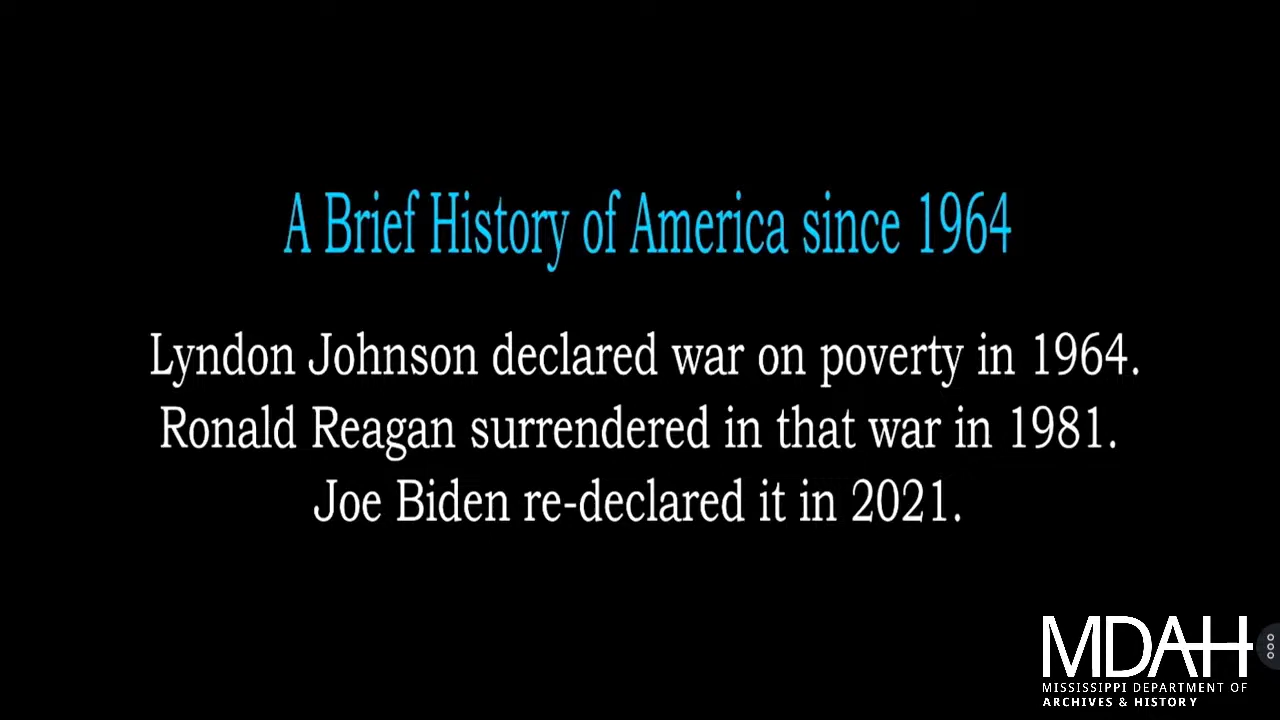 A Brief History of America since 1964
Lyndon Johnson declared war on poverty in 1964.
Ronald Reagan surrendered in that war in 1981.
Joe Biden re-declared it in 2021.
MDAH
MISSISSIPPI DEPARTMENT OF
ARCHIVES & HISTORY